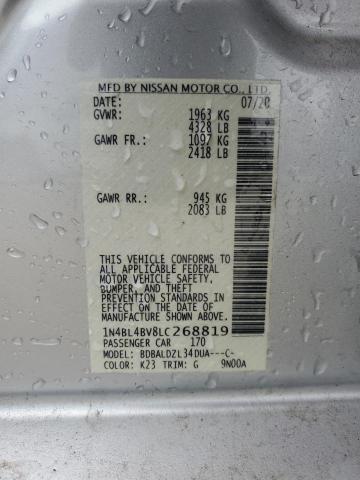 MFD BY NISSAN MOTOR CO., LTD.
DATE: 07/20
GVWR: 1963 KG
4328 LB
GAWR FR.: 1097 KG
2418 LB
GAWR RR.: 945 KG
2083 LB
THIS VEHICLE CONFORMS TO
ALL APPLICABLE FEDERAL
MOTOR VEHICLE SAFETY,
BUMPER, AND THEFT
PREVENTION STANDARDS
IN EFFECT ON THE DATE OF
MANUFACTURE SHOWN ABOVE.
1N4BL4BV8LC268819
PASSENGER CAR 170
MODEL: BDBALDZL34DUA---C-
COLOR: K23 TRIM: G 9N00A